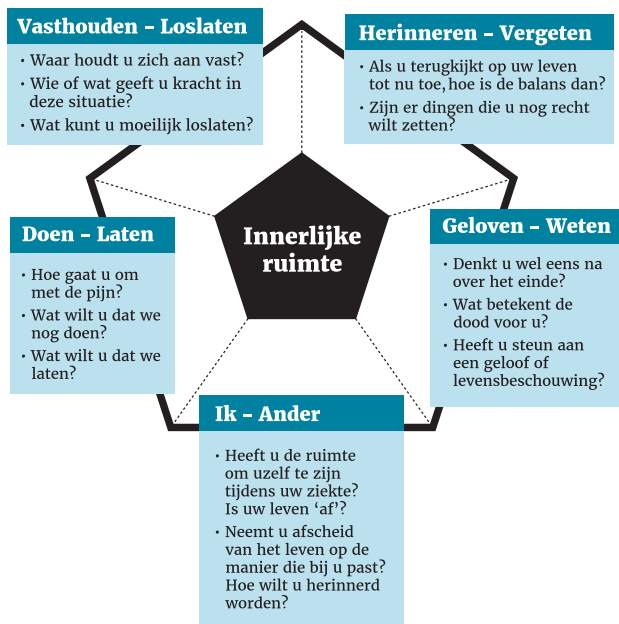 Vasthouden – Loslaten
• Waar houdt u zich aan vast?
• Wie of wat geeft u kracht in
deze situatie?
• Wat kunt u moeilijk loslaten?
Herinneren – Vergeten
• Als u terugkijkt op uw leven
tot nu toe, hoe is de balans dan?
• Zijn er dingen die u nog recht
wilt zetten?
Innerlijke
ruimte
Doen – Laten
• Hoe gaat u om
met de pijn?
• Wat wilt u dat we
nog doen?
• Wat wilt u dat we
laten?
Geloven – Weten
• Denkt u wel eens na
over het einde?
• Wat betekent de
dood voor u?
• Heeft u steun aan
een geloof of
levensbeschouwing?
Ik – Ander
• Heeft u de ruimte
om uzelf te zijn
tijdens uw ziekte?
Is uw leven ‘af’?
• Neemt u afscheid
van het leven op de
manier die bij u past?
Hoe wilt u herinnerd
worden?